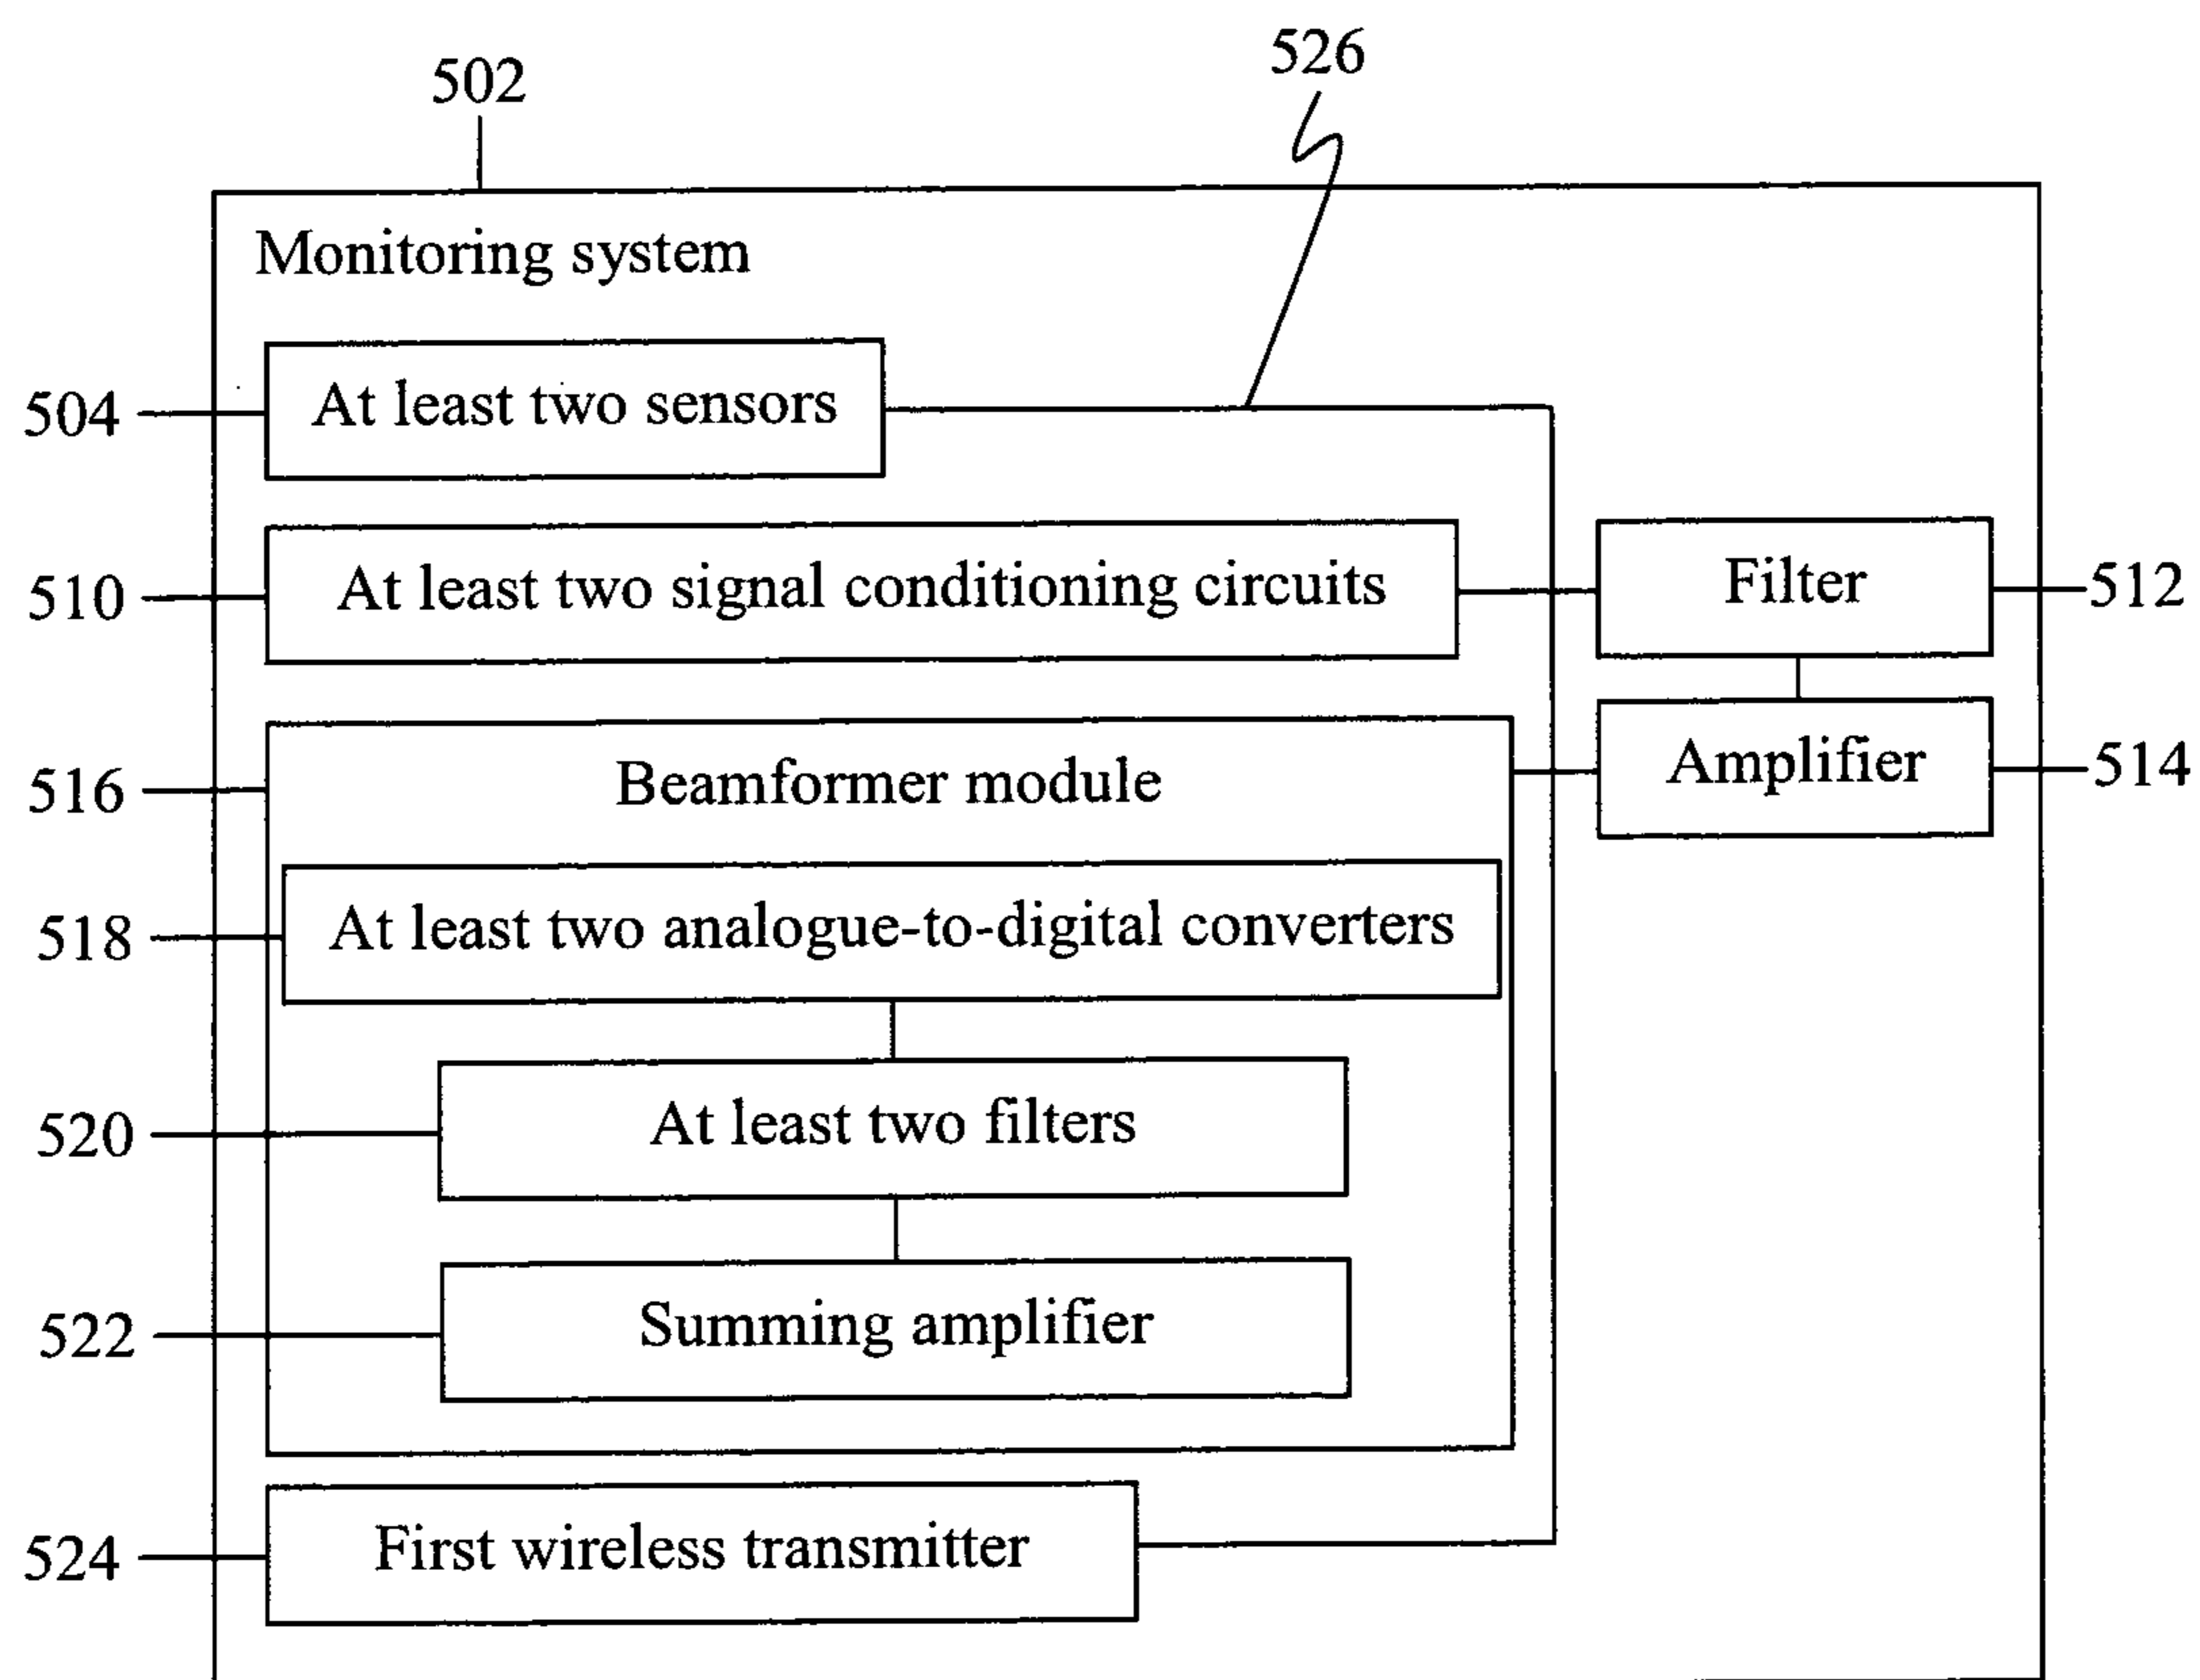 502
526
Monitoring system
504
At least two sensors
510
At least two signal conditioning circuits
Filter
512
516
Beamformer module
Amplifier
514
518
At least two analogue-to-digital converters
520
At least two filters
522
Summing amplifier
524
First wireless transmitter